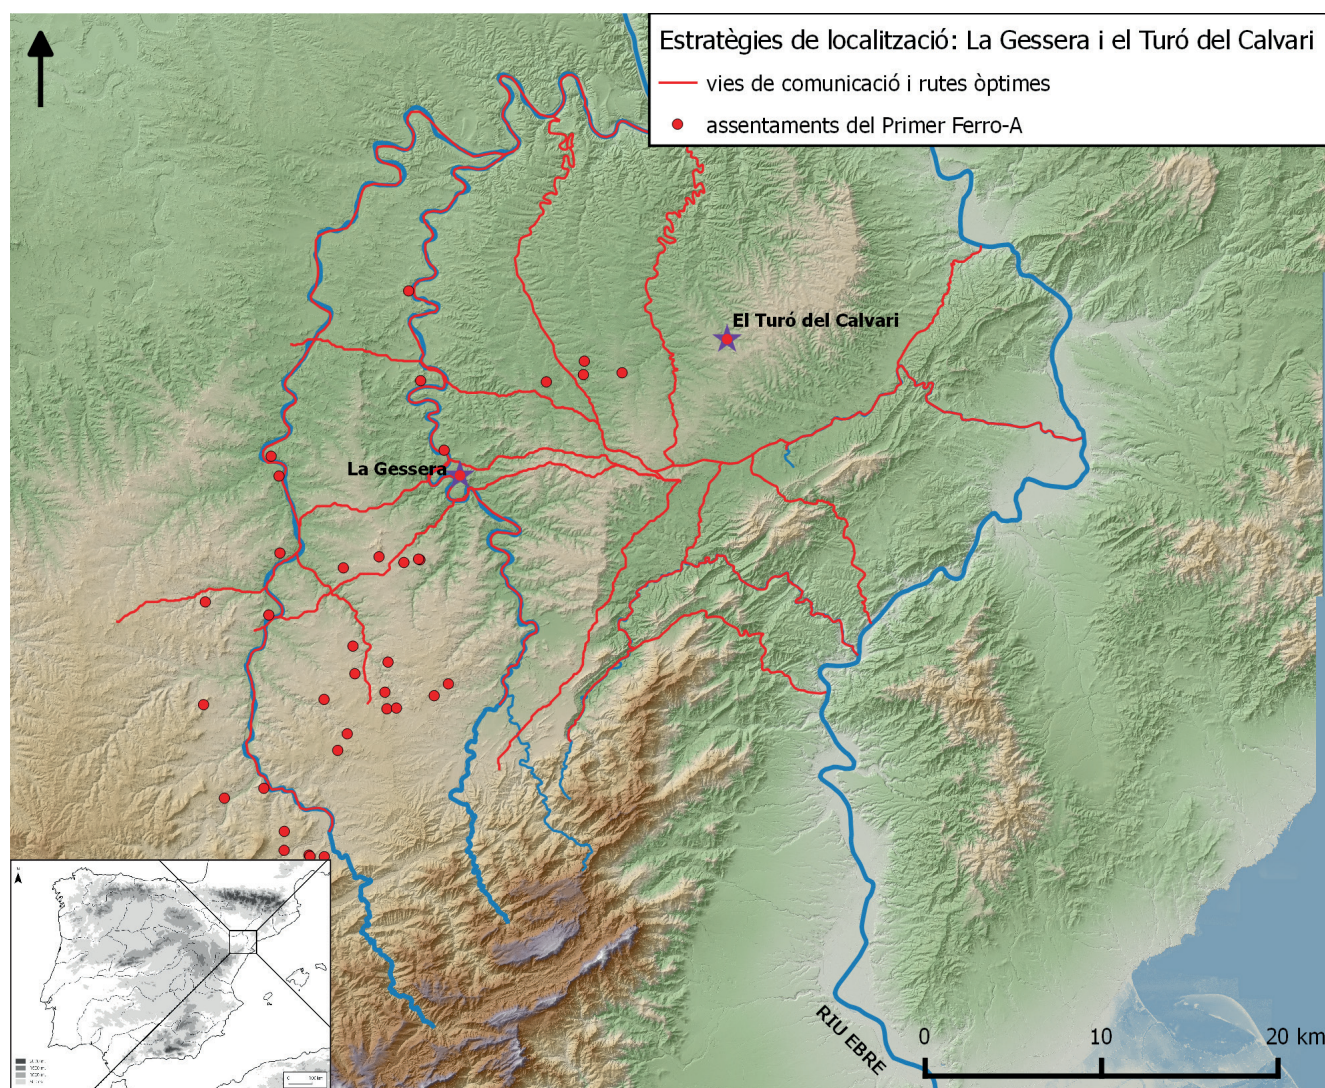 Estratègies de localització: La Gessera i el Turó del Calvari
vies de comunicació i rutes òptimes
assentaments del Primer Ferro-A
El Turó del Calvari
La Gessera
RIU EBRE
0 10 20 km
N